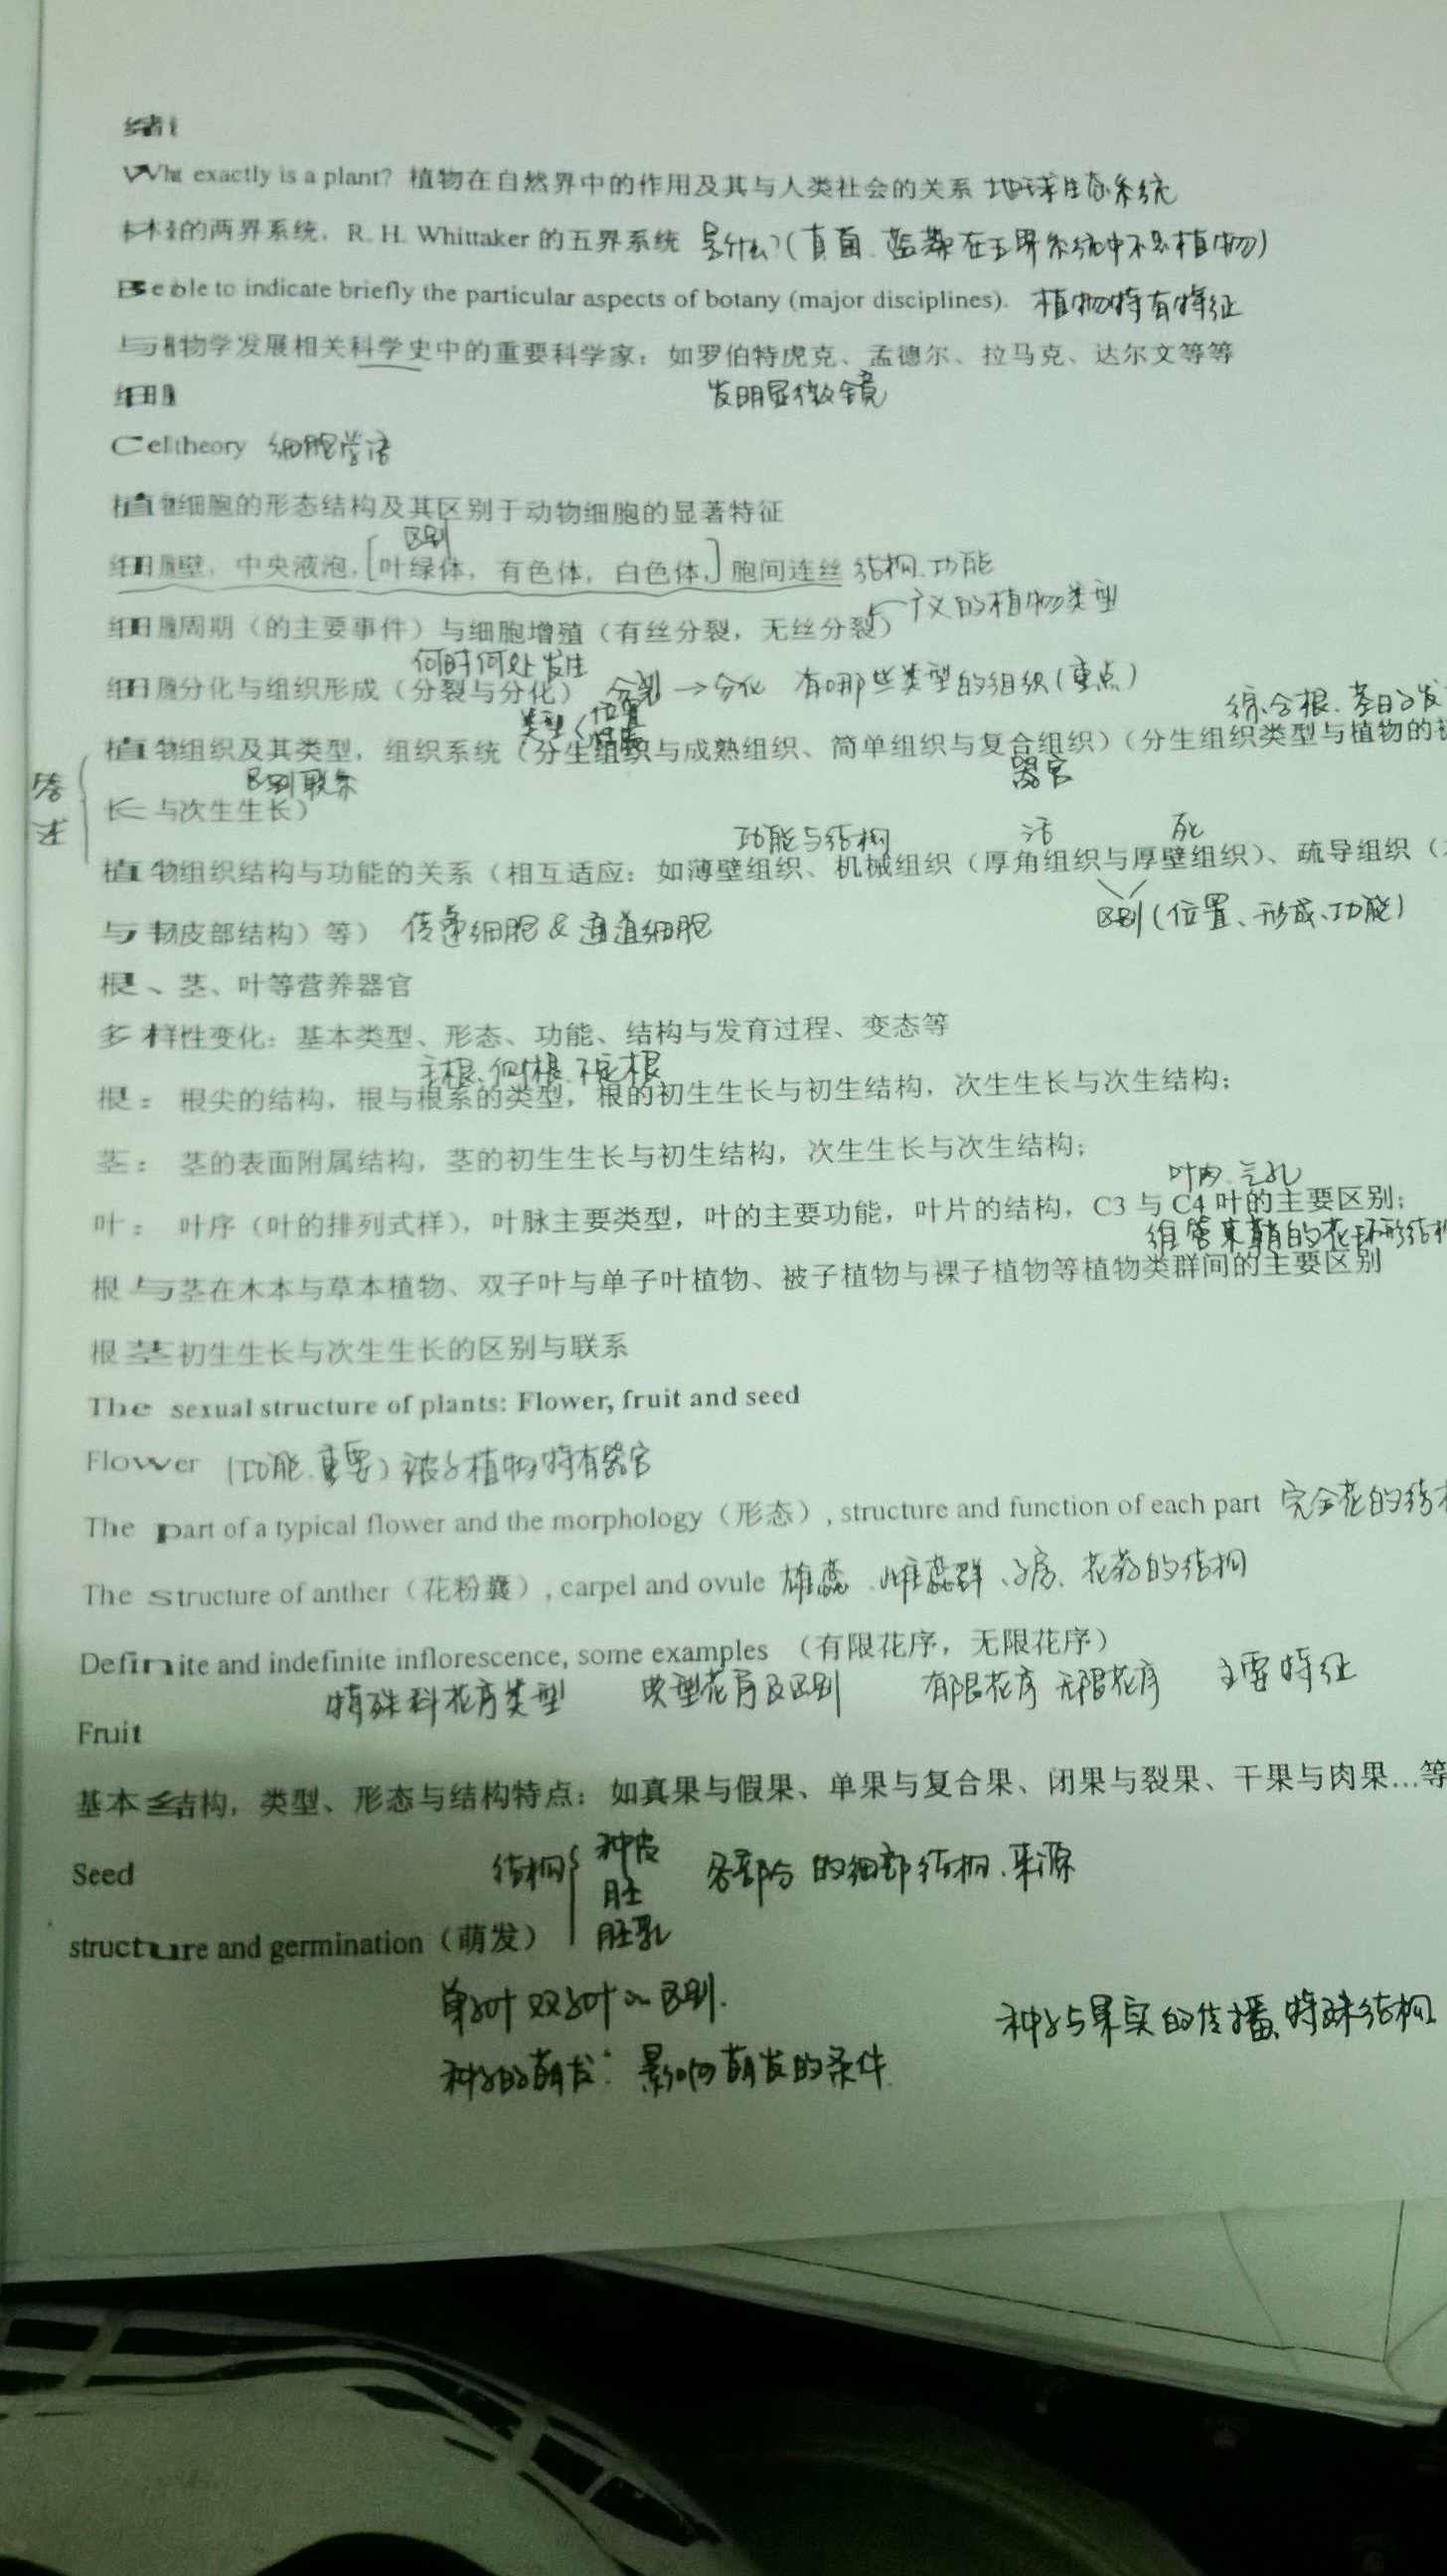 绪
What exactly is a plant? 植物在自然界中的作用及其与人类社会的关系 地球生态系统
林奈的两界系统, R. H. Whittaker 的五界系统 是什么?(真菌、蓝藻在五界系统中不是植物)
Be able to indicate briefly the particular aspects of botany (major disciplines). 植物特有特征
与植物学发展相关科学史中的重要科学家: 如罗伯特虎克、孟德尔、拉马克、达尔文等等
发明显微镜
细胞
Cell theory 细胞学说
植物细胞的形态结构及其区别于动物细胞的显著特征
区别
细胞壁, 中央液泡,[叶绿体, 有色体, 白色体,] 胞间连丝 结构、功能
广义的植物类型
细胞周期(的主要事件)与细胞增殖(有丝分裂, 无丝分裂)
何时何处发生
细胞分化与组织形成(分裂与分化) 分裂→分化 有哪些类型的组织(重点)
综合根、茎的发
类型 位置
植物组织及其类型, 组织系统(分生组织与成熟组织、简单组织与复合组织)(分生组织类型与植物的
区别联系 器官
长与次生生长)
功能与结构 活 死
植物组织结构与功能的关系(相互适应: 如薄壁组织、机械组织(厚角组织与厚壁组织)、疏导组织(
区别(位置、形成、功能)
与韧皮部结构)等) 传递细胞 & 通道细胞
根、茎、叶等营养器官
多样性变化: 基本类型、形态、功能、结构与发育过程、变态等
主根、侧根、不定根
根: 根尖的结构, 根与根系的类型, 根的初生生长与初生结构, 次生生长与次生结构;
茎: 茎的表面附属结构, 茎的初生生长与初生结构, 次生生长与次生结构;
叶肉、气孔
叶: 叶序(叶的排列式样), 叶脉主要类型, 叶的主要功能, 叶片的结构, C3 与 C4 叶的主要区别;
维管束鞘的花环形结构
根与茎在木本与草本植物、双子叶与单子叶植物、被子植物与裸子植物等植物类群间的主要区别
根茎初生生长与次生生长的区别与联系
The sexual structure of plants: Flower, fruit and seed
Flower (功能、重要) 被子植物特有器官
The part of a typical flower and the morphology(形态), structure and function of each part 完全花的结
The structure of anther(花粉囊), carpel and ovule 雄蕊、雌蕊群、子房、花药的结构
Definite and indefinite inflorescence, some examples (有限花序, 无限花序)
特殊科花序类型 典型花序及区别 有限花序 无限花序 主要特征
Fruit
基本结构, 类型、形态与结构特点: 如真果与假果、单果与复合果、闭果与裂果、干果与肉果...等
Seed 结构{ 种皮 各部分的细部结构、来源
胚
structure and germination(萌发) 胚乳
单子叶 双子叶 ~ 区别.
种子与果实的传播、特殊结构
种子的萌发: 影响萌发的条件